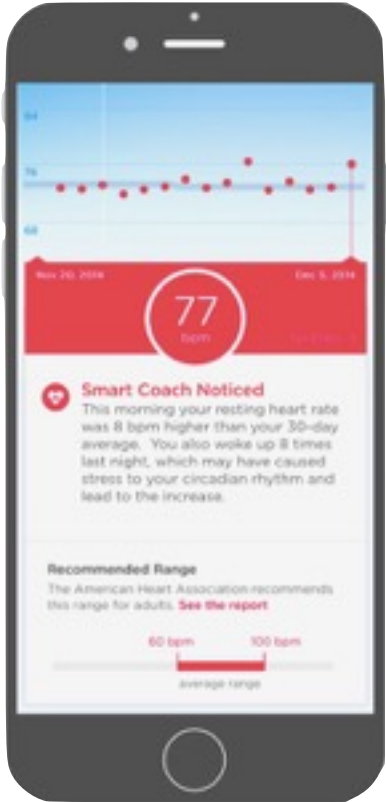 84
76
68
Nov 20, 2014
Dec 5, 2014
77
bpm
Smart Coach Noticed
This morning your resting heart rate
was 8 bpm higher than your 30-day
average. You also woke up 8 times
last night, which may have caused
stress to your circadian rhythm and
lead to the increase.
Recommended Range
The American Heart Association recommends
this range for adults. See the report
60 bpm
100 bpm
average range